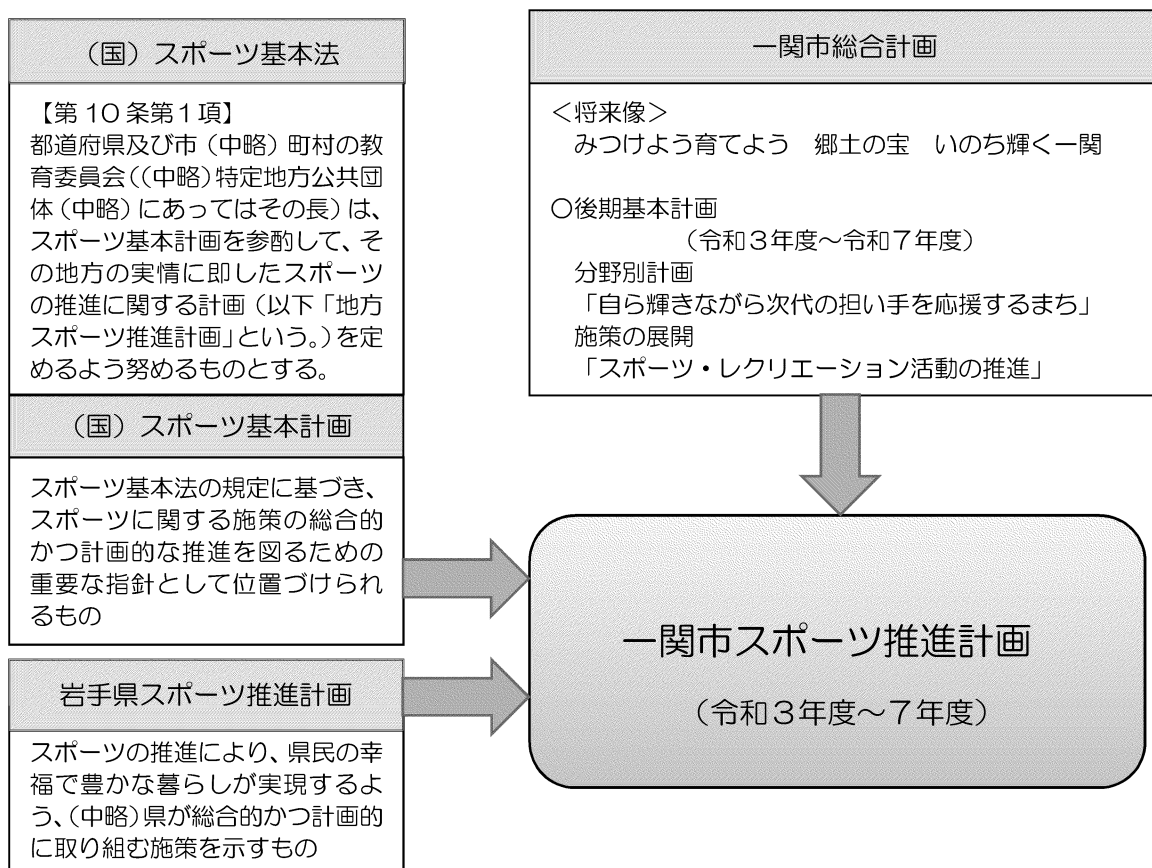 （国）スポーツ基本法
【第10条第1項】
都道府県及び市（中略）町村の教
育委員会（（中略）特定地方公共団
体（中略）にあってはその長）は、
スポーツ基本計画を参酌して、そ
の地方の実情に即したスポーツ
の推進に関する計画（以下「地方
スポーツ推進計画」という。）を定
めるよう努めるものとする。
（国）スポーツ基本計画
スポーツ基本法の規定に基づき、
スポーツに関する施策の総合的
かつ計画的な推進を図るための
重要な指針として位置づけられ
るもの
岩手県スポーツ推進計画
スポーツの推進により、県民の幸
福で豊かな暮らしが実現するよ
う、（中略）県が総合的かつ計画的
に取り組む施策を示すもの
一関市総合計画
＜将来像＞
みつけよう育てよう　郷土の宝　いのち輝く一関
○後期基本計画
（令和３年度～令和７年度）
分野別計画
「自ら輝きながら次代の担い手を応援するまち」
施策の展開
「スポーツ・レクリエーション活動の推進」
一関市スポーツ推進計画
（令和３年度～７年度）